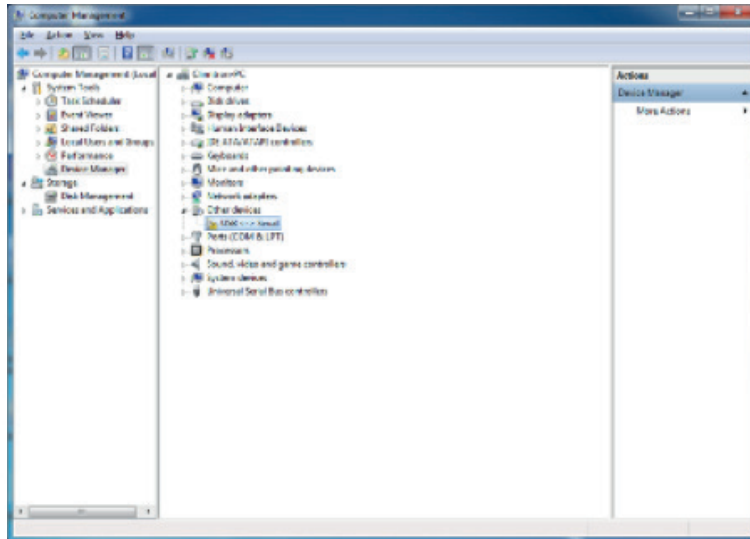 Computer Management
File Action View Help
Computer Management (Local
System Tools
Task Scheduler
Event Viewer
Shared Folders
Local Users and Groups
Performance
Device Manager
Storage
Disk Management
Services and Applications
Computer
Disk drives
Display adapters
Human Interface Devices
IDE ATA/ATAPI controllers
Keyboards
Mice and other pointing devices
Monitors
Network adapters
Other devices
Ports (COM & LPT)
Processors
Sound, video and game controllers
System devices
Universal Serial Bus controllers
Actions
Device Manager
More Actions